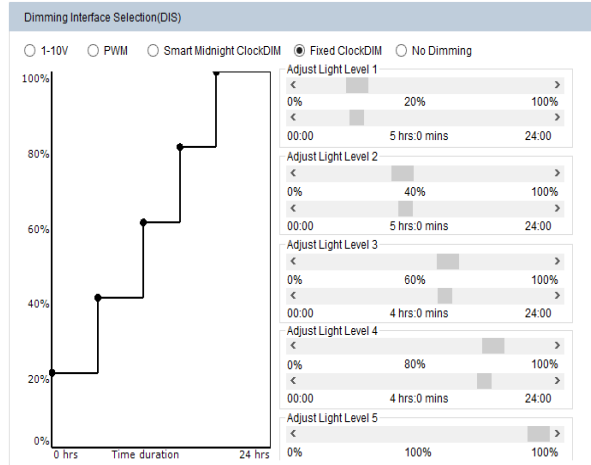 Dimming Interface Selection(DIS)
1-10V PWM Smart Midnight ClockDIM Fixed ClockDIM No Dimming
100%
80%
60%
40%
20%
0%
0 hrs Time duration 24 hrs
Adjust Light Level 1
0% 20% 100%
00:00 5 hrs:0 mins 24:00
Adjust Light Level 2
0% 40% 100%
00:00 5 hrs:0 mins 24:00
Adjust Light Level 3
0% 60% 100%
00:00 4 hrs:0 mins 24:00
Adjust Light Level 4
0% 80% 100%
00:00 4 hrs:0 mins 24:00
Adjust Light Level 5
0% 100% 100%